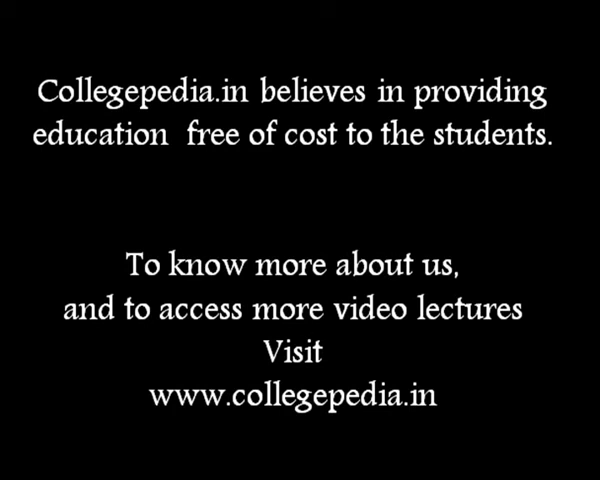 Collegepedia.in believes in providing
education free of cost to the students.
To know more about us,
and to access more video lectures
Visit
www.collegepedia.in